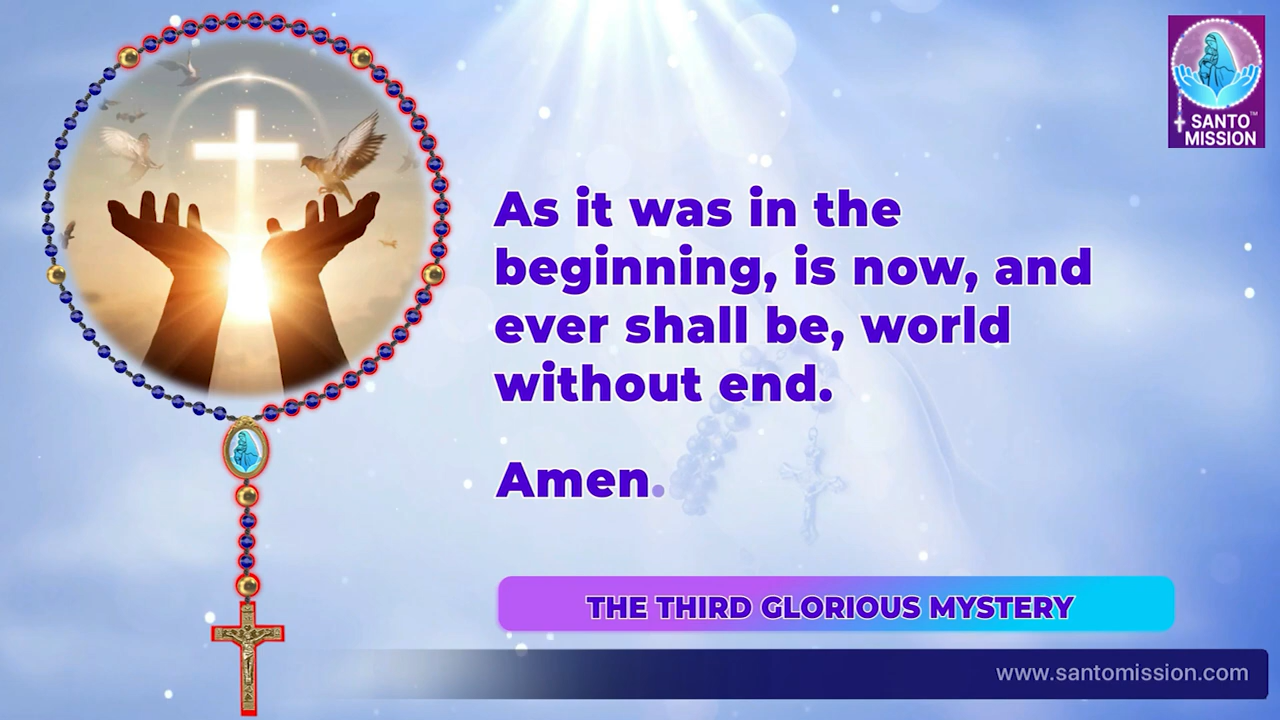 SANTO™
MISSION
As it was in the
beginning, is now, and
ever shall be, world
without end.
Amen.
THE THIRD GLORIOUS MYSTERY
www.santomission.com